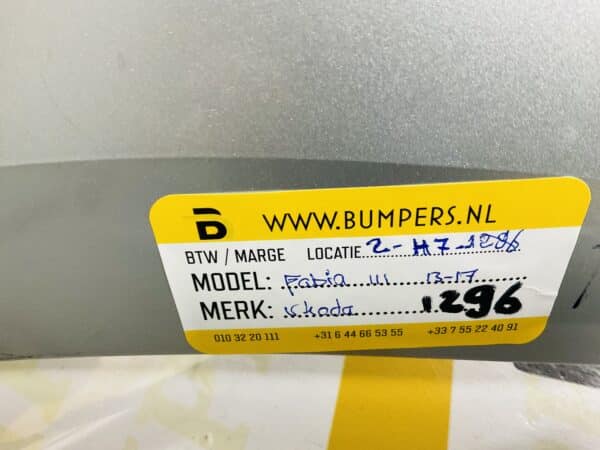 B WWW.BUMPERS.NL
BTW / MARGE LOCATIE 2-H7-1296
MODEL: Fabia III 13-17
MERK: Skoda 1296
010 32 20 111 +31 6 44 66 53 55 +33 7 55 22 40 91